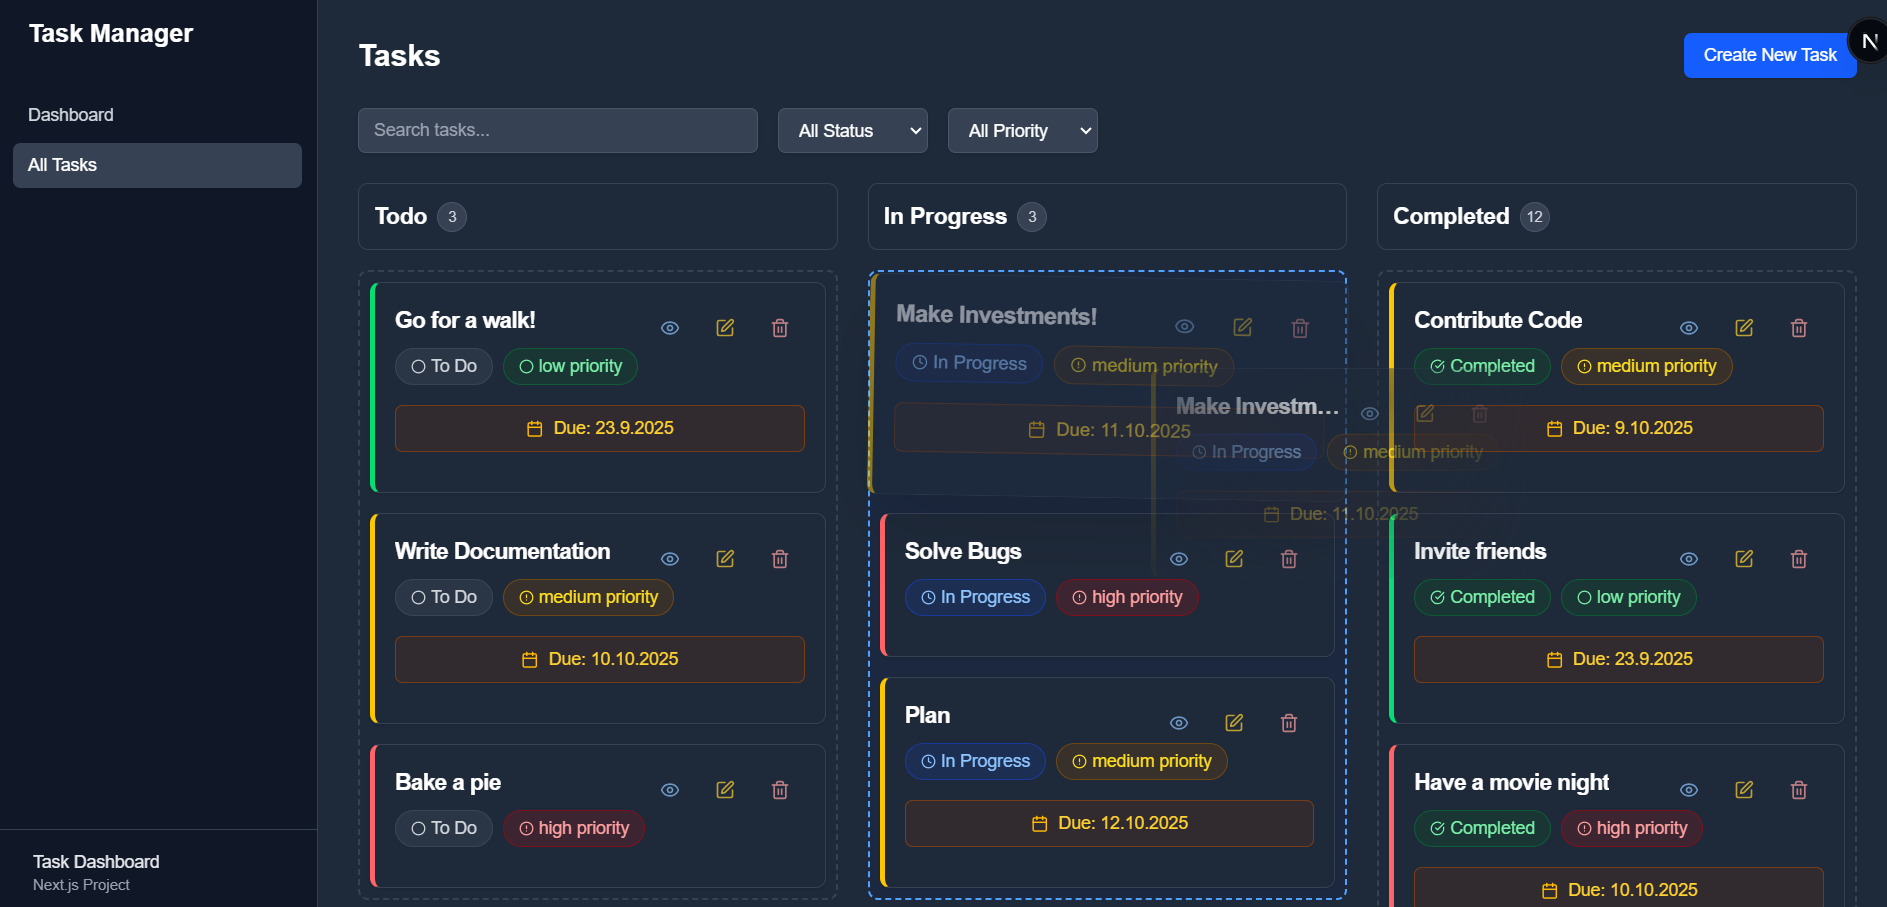 Task Manager
Dashboard
All Tasks
Task Dashboard
Next.js Project
Tasks
Create New Task
N
Search tasks...
All Status
All Priority
Todo 3
Go for a walk!
To Do low priority
Due: 23.9.2025
Write Documentation
To Do medium priority
Due: 10.10.2025
Bake a pie
To Do high priority
In Progress 3
Make Investments!
In Progress medium priority
Due: 11.10.2025
Make Investm...
In Progress medium priority
Due: 11.10.2025
Solve Bugs
In Progress high priority
Plan
In Progress medium priority
Due: 12.10.2025
Completed 12
Contribute Code
Completed medium priority
Due: 9.10.2025
Invite friends
Completed low priority
Due: 23.9.2025
Have a movie night
Completed high priority
Due: 10.10.2025